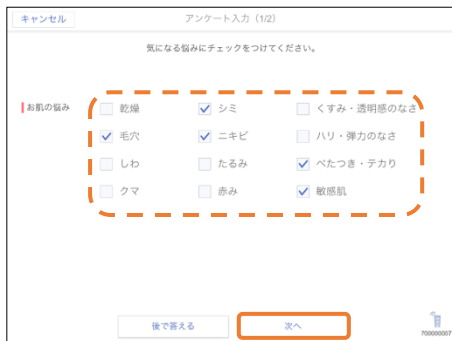 キャンセル
アンケート入力（1/2）
気になる悩みにチェックをつけてください。
お肌の悩み
乾燥 シミ くすみ・透明感のなさ
毛穴 ニキビ ハリ・弾力のなさ
しわ たるみ べたつき・テカり
クマ 赤み 敏感肌
後で答える 次へ